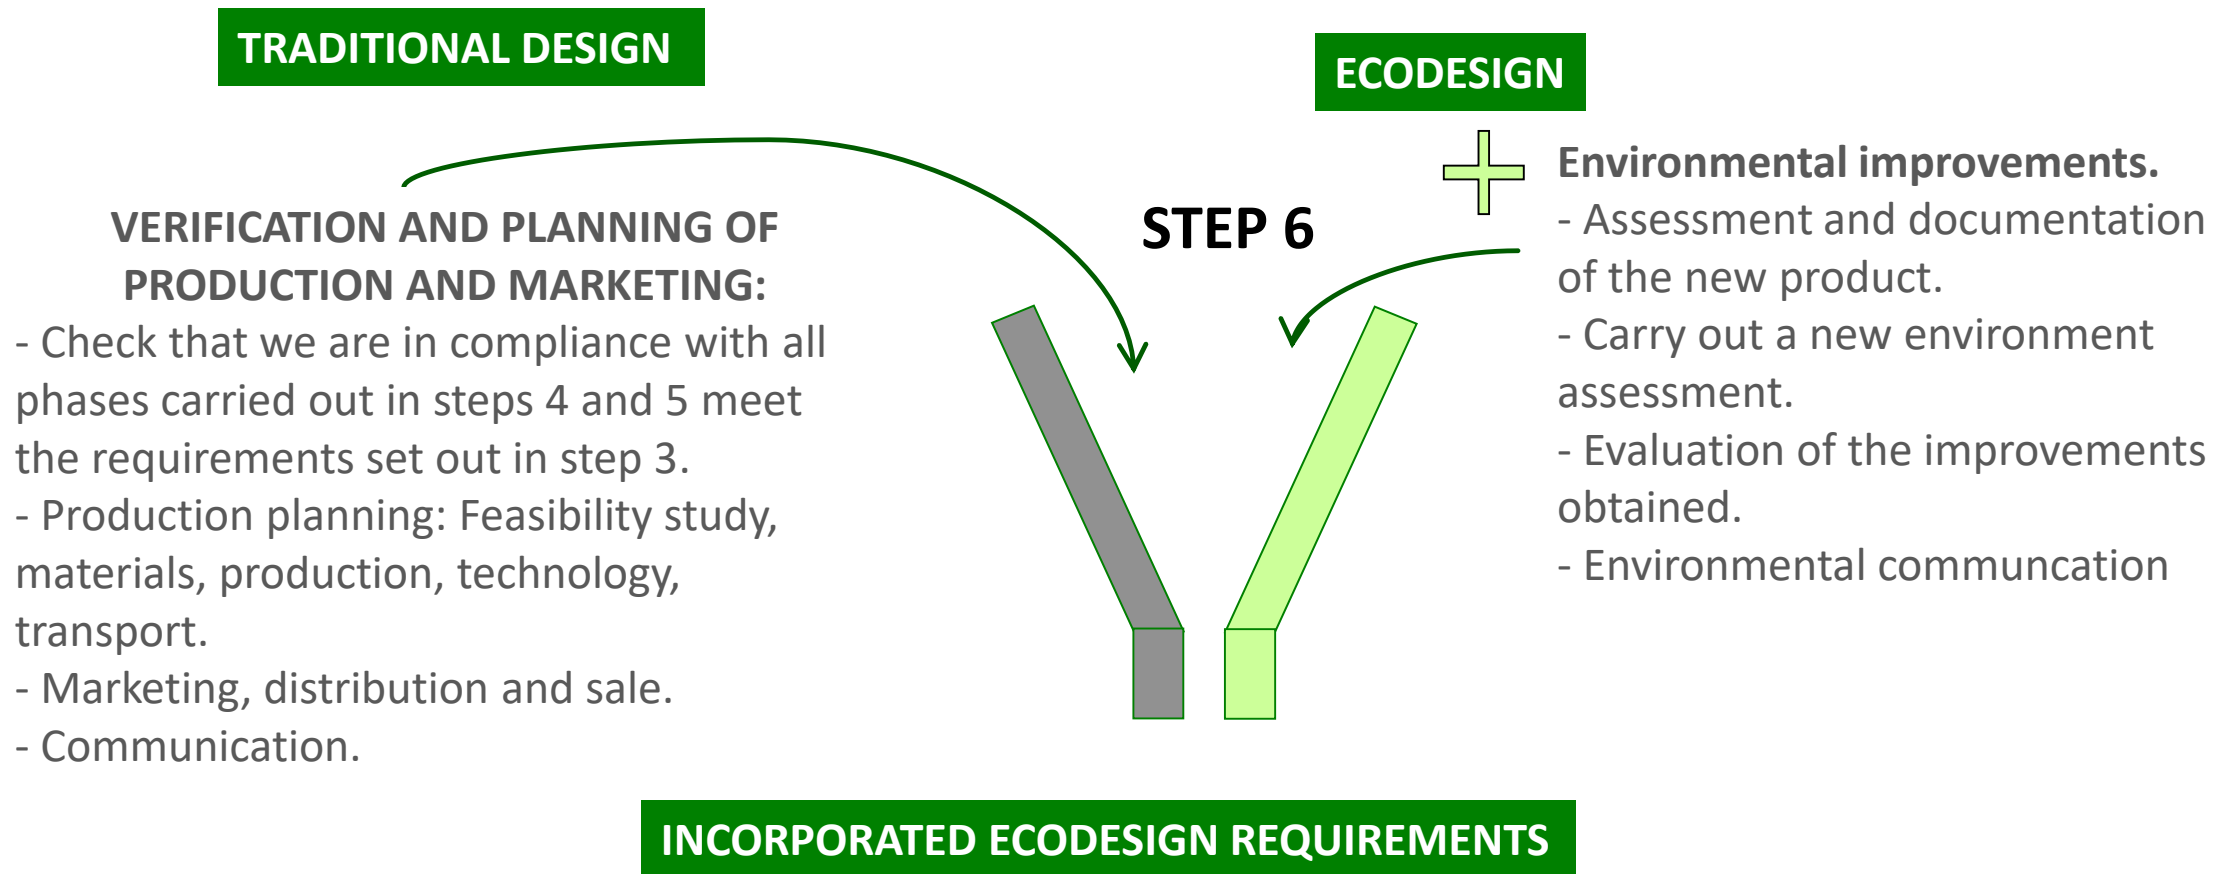 TRADITIONAL DESIGN
ECODESIGN
VERIFICATION AND PLANNING OF
PRODUCTION AND MARKETING:
- Check that we are in compliance with all
phases carried out in steps 4 and 5 meet
the requirements set out in step 3.
- Production planning: Feasibility study,
materials, production, technology,
transport.
- Marketing, distribution and sale.
- Communication.
STEP 6
Environmental improvements.
- Assessment and documentation
of the new product.
- Carry out a new environment
assessment.
- Evaluation of the improvements
obtained.
- Environmental communcation
INCORPORATED ECODESIGN REQUIREMENTS